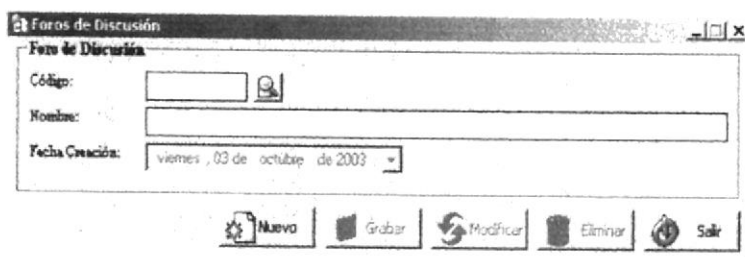 Foros de Discusión
Foro de Discusión
Código:
Nombre:
Fecha Creación: viernes , 03 de octubre de 2003
Nuevo Grabar Modificar Eliminar Salir